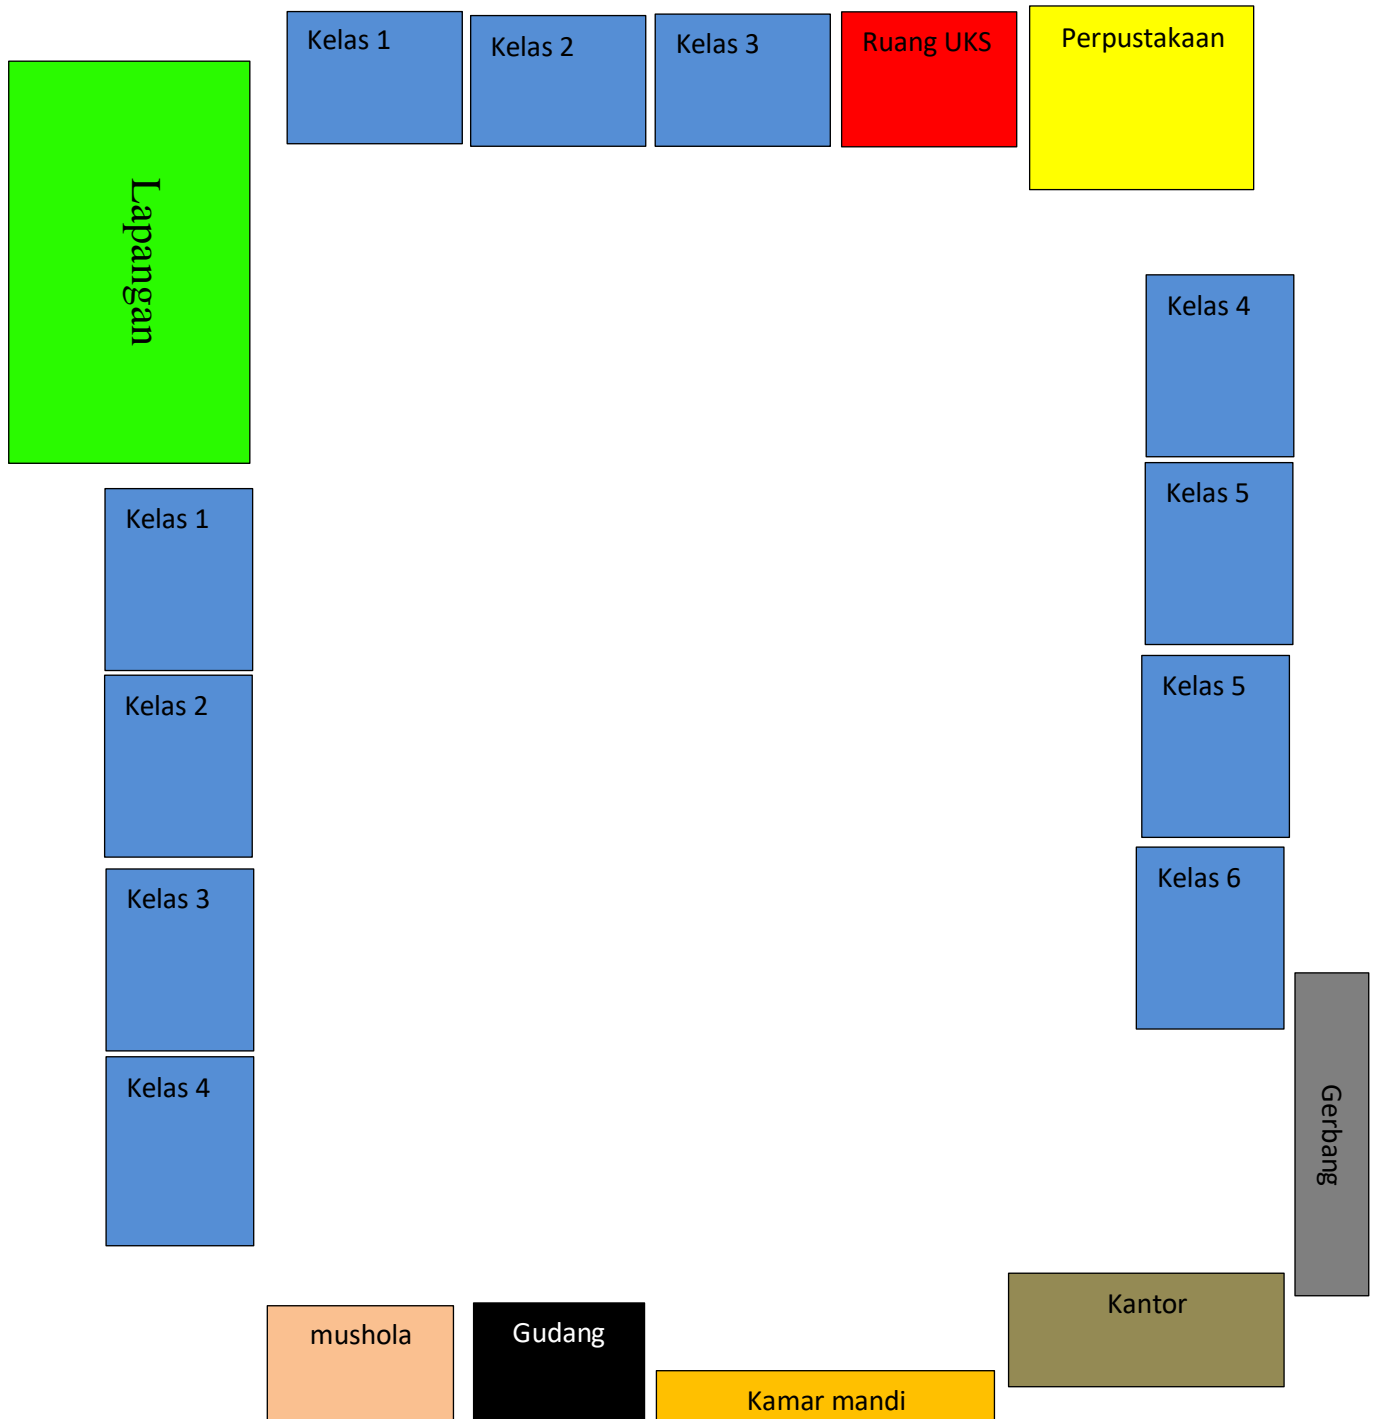 Kelas 1
Kelas 2
Kelas 3
Ruang UKS
Perpustakaan
Lapangan
Kelas 4
Kelas 5
Kelas 1
Kelas 5
Kelas 2
Kelas 6
Kelas 3
Kelas 4
Gerbang
Kantor
mushola
Gudang
Kamar mandi